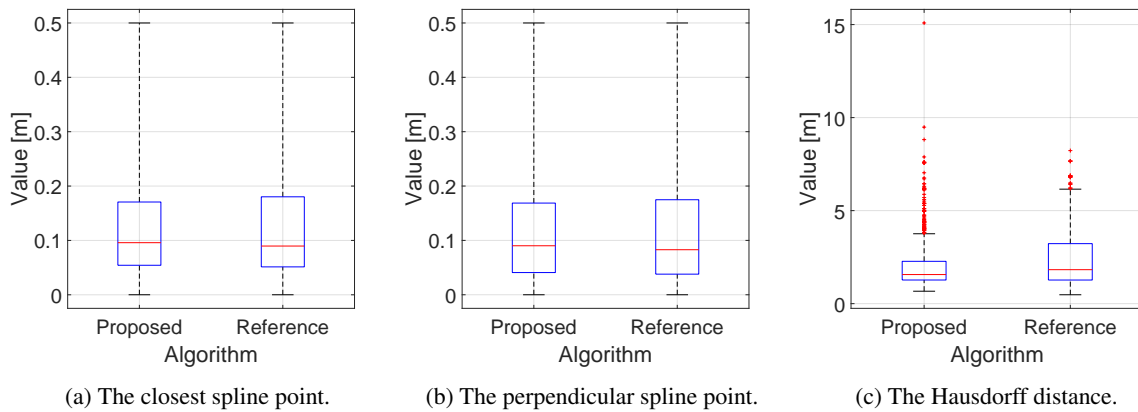 0.5
0.4
0.3
0.2
0.1
0
Value [m]
Proposed
Reference
Algorithm
(a) The closest spline point.
0.5
0.4
0.3
0.2
0.1
0
Value [m]
Proposed
Reference
Algorithm
(b) The perpendicular spline point.
15
10
5
0
Value [m]
Proposed
Reference
Algorithm
(c) The Hausdorff distance.